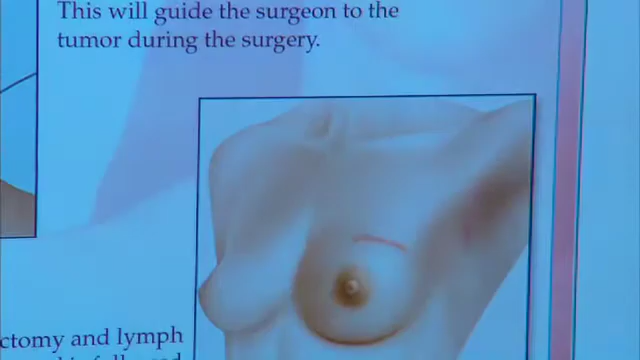 This will guide the surgeon to the
tumor during the surgery.
ctomy and lymph